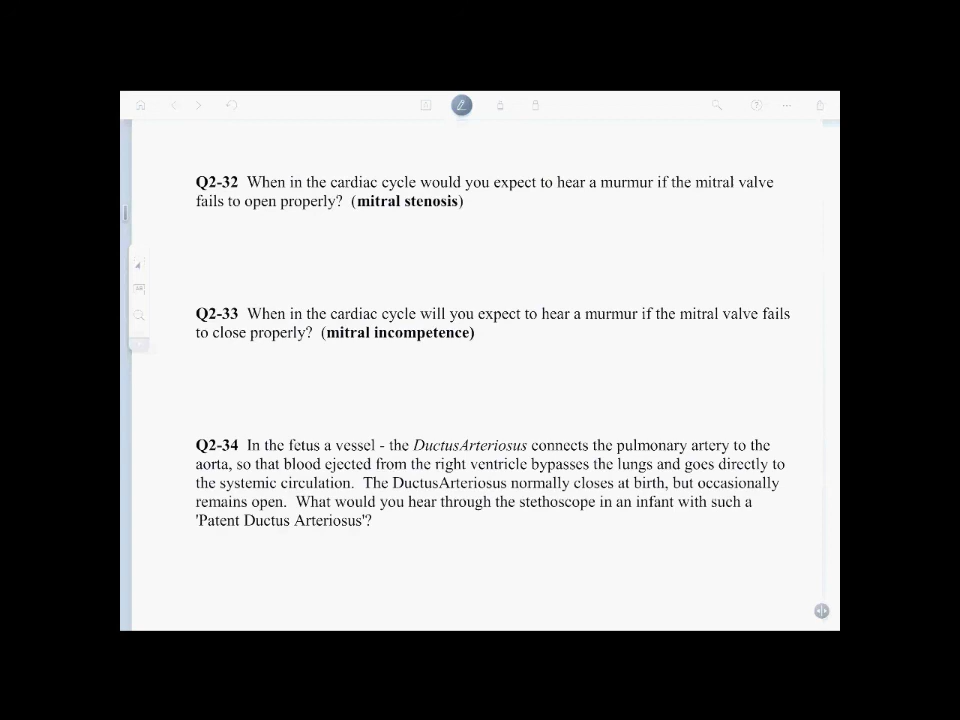 Q2-32 When in the cardiac cycle would you expect to hear a murmur if the mitral valve
fails to open properly? (mitral stenosis)
Q2-33 When in the cardiac cycle will you expect to hear a murmur if the mitral valve fails
to close properly? (mitral incompetence)
Q2-34 In the fetus a vessel - the DuctusArteriosus connects the pulmonary artery to the
aorta, so that blood ejected from the right ventricle bypasses the lungs and goes directly to
the systemic circulation. The DuctusArteriosus normally closes at birth, but occasionally
remains open. What would you hear through the stethoscope in an infant with such a
'Patent Ductus Arteriosus'?